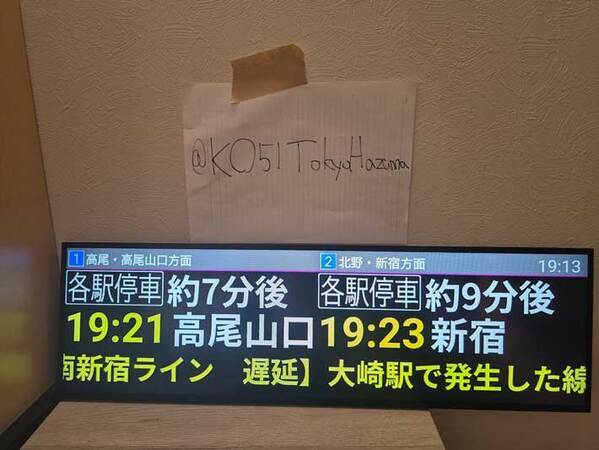 @KO51TokyuHazama
1 高尾・高尾山口方面
2 北野・新宿方面 19:13
各駅停車 約7分後
各駅停車 約9分後
19:21 高尾山口
19:23 新宿
南新宿ライン 遅延】大崎駅で発生した線